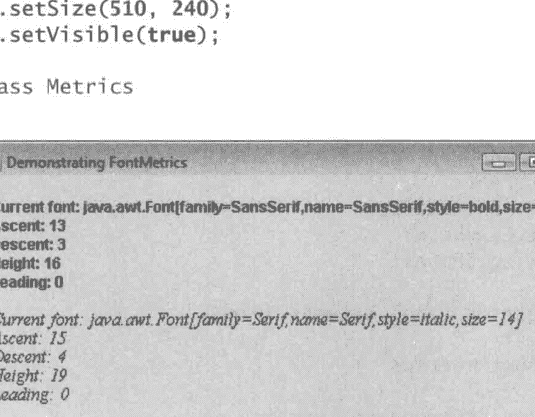 .setSize(510, 240);
.setVisible(true);
ass Metrics
Demonstrating FontMetrics
urrent font: java.awt.Font[family=SansSerif,name=SansSerif,style=bold,size=
scent: 13
escent: 3
eight: 16
eading: 0
Current font: java.awt.Font[family=Serif,name=Serif,style=italic,size=14]
Ascent: 15
Descent: 4
Height: 19
eading: 0